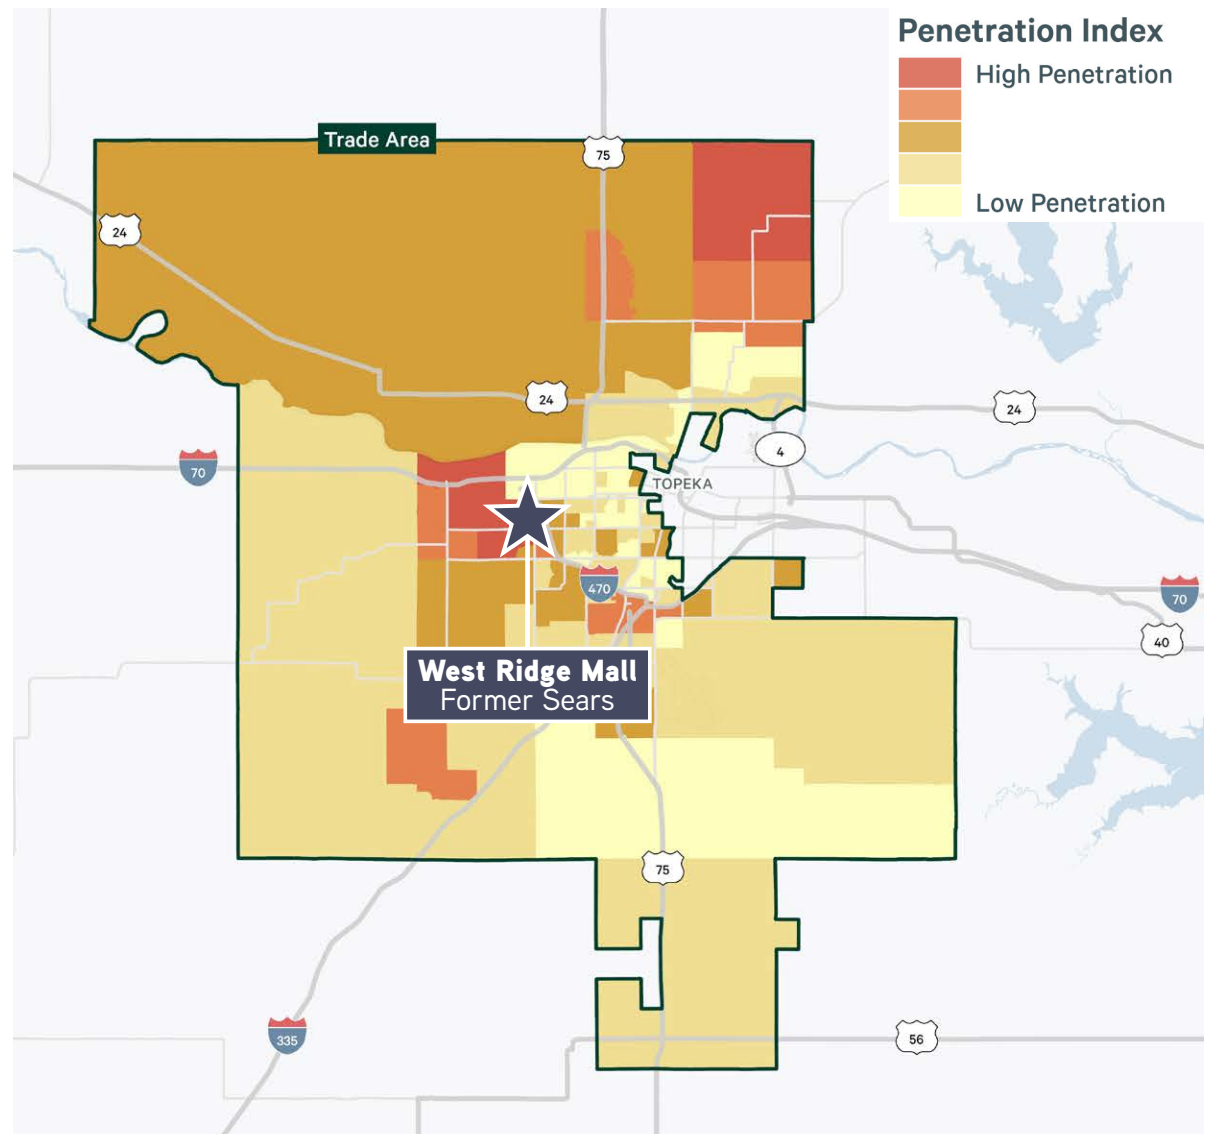 Penetration Index
High Penetration
Low Penetration
Trade Area
75
24
24
24
4
70
TOPEKA
470
70
40
West Ridge Mall
Former Sears
75
335
56